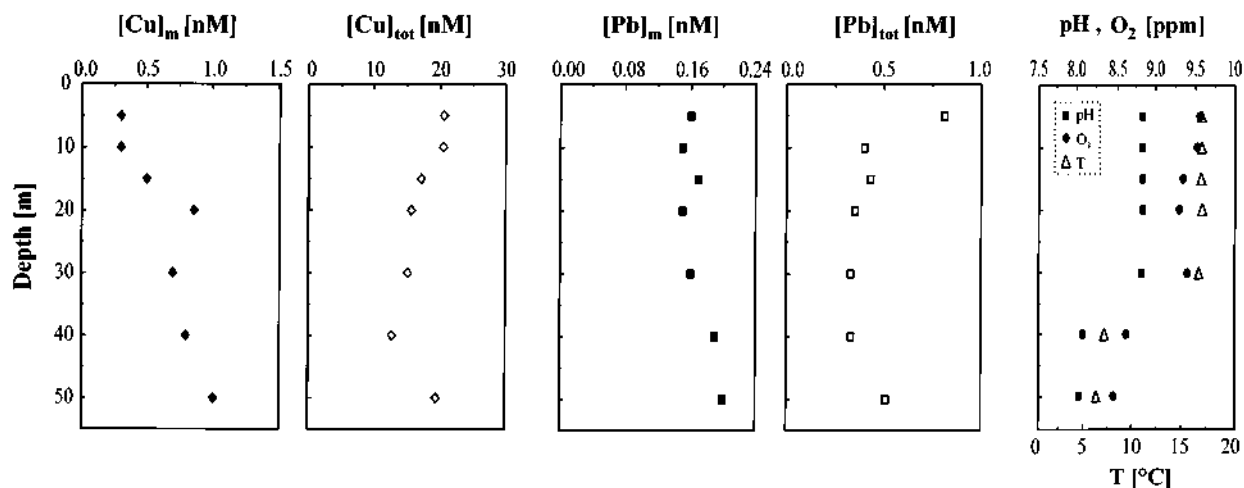 [Cu]m [nM] [Cu]tot [nM] [Pb]m [nM] [Pb]tot [nM] pH , O2 [ppm]
0.0 0.5 1.0 1.5 0 10 20 30 0.00 0.08 0.16 0.24 0.0 0.5 1.0 7.5 8.0 8.5 9 9.5 10
0
10
20
30
40
50
Depth [m]
pH
O2
T
0 5 10 15 20
T [°C]